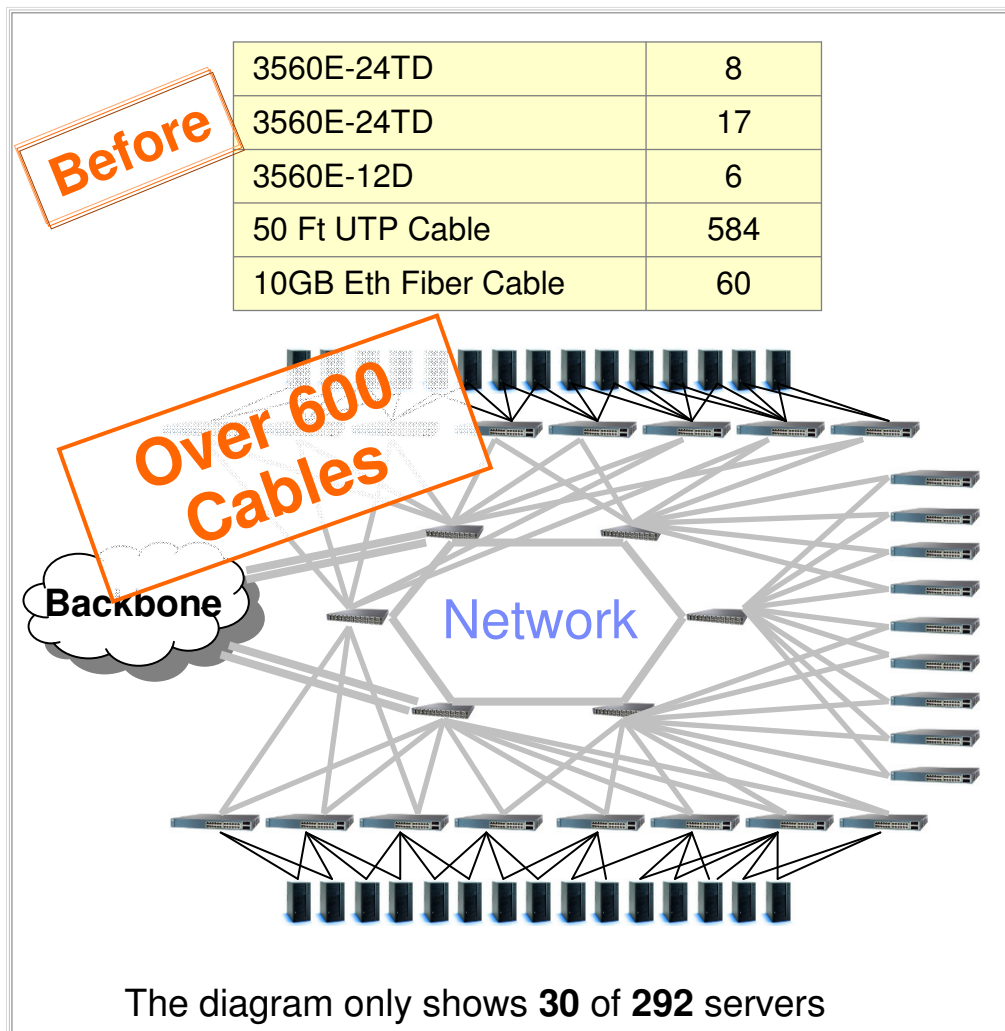 Before
3560E-24TD 8
3560E-24TD 17
3560E-12D 6
50 Ft UTP Cable 584
10GB Eth Fiber Cable 60
Over 600
Cables
Backbone
Network
The diagram only shows 30 of 292 servers